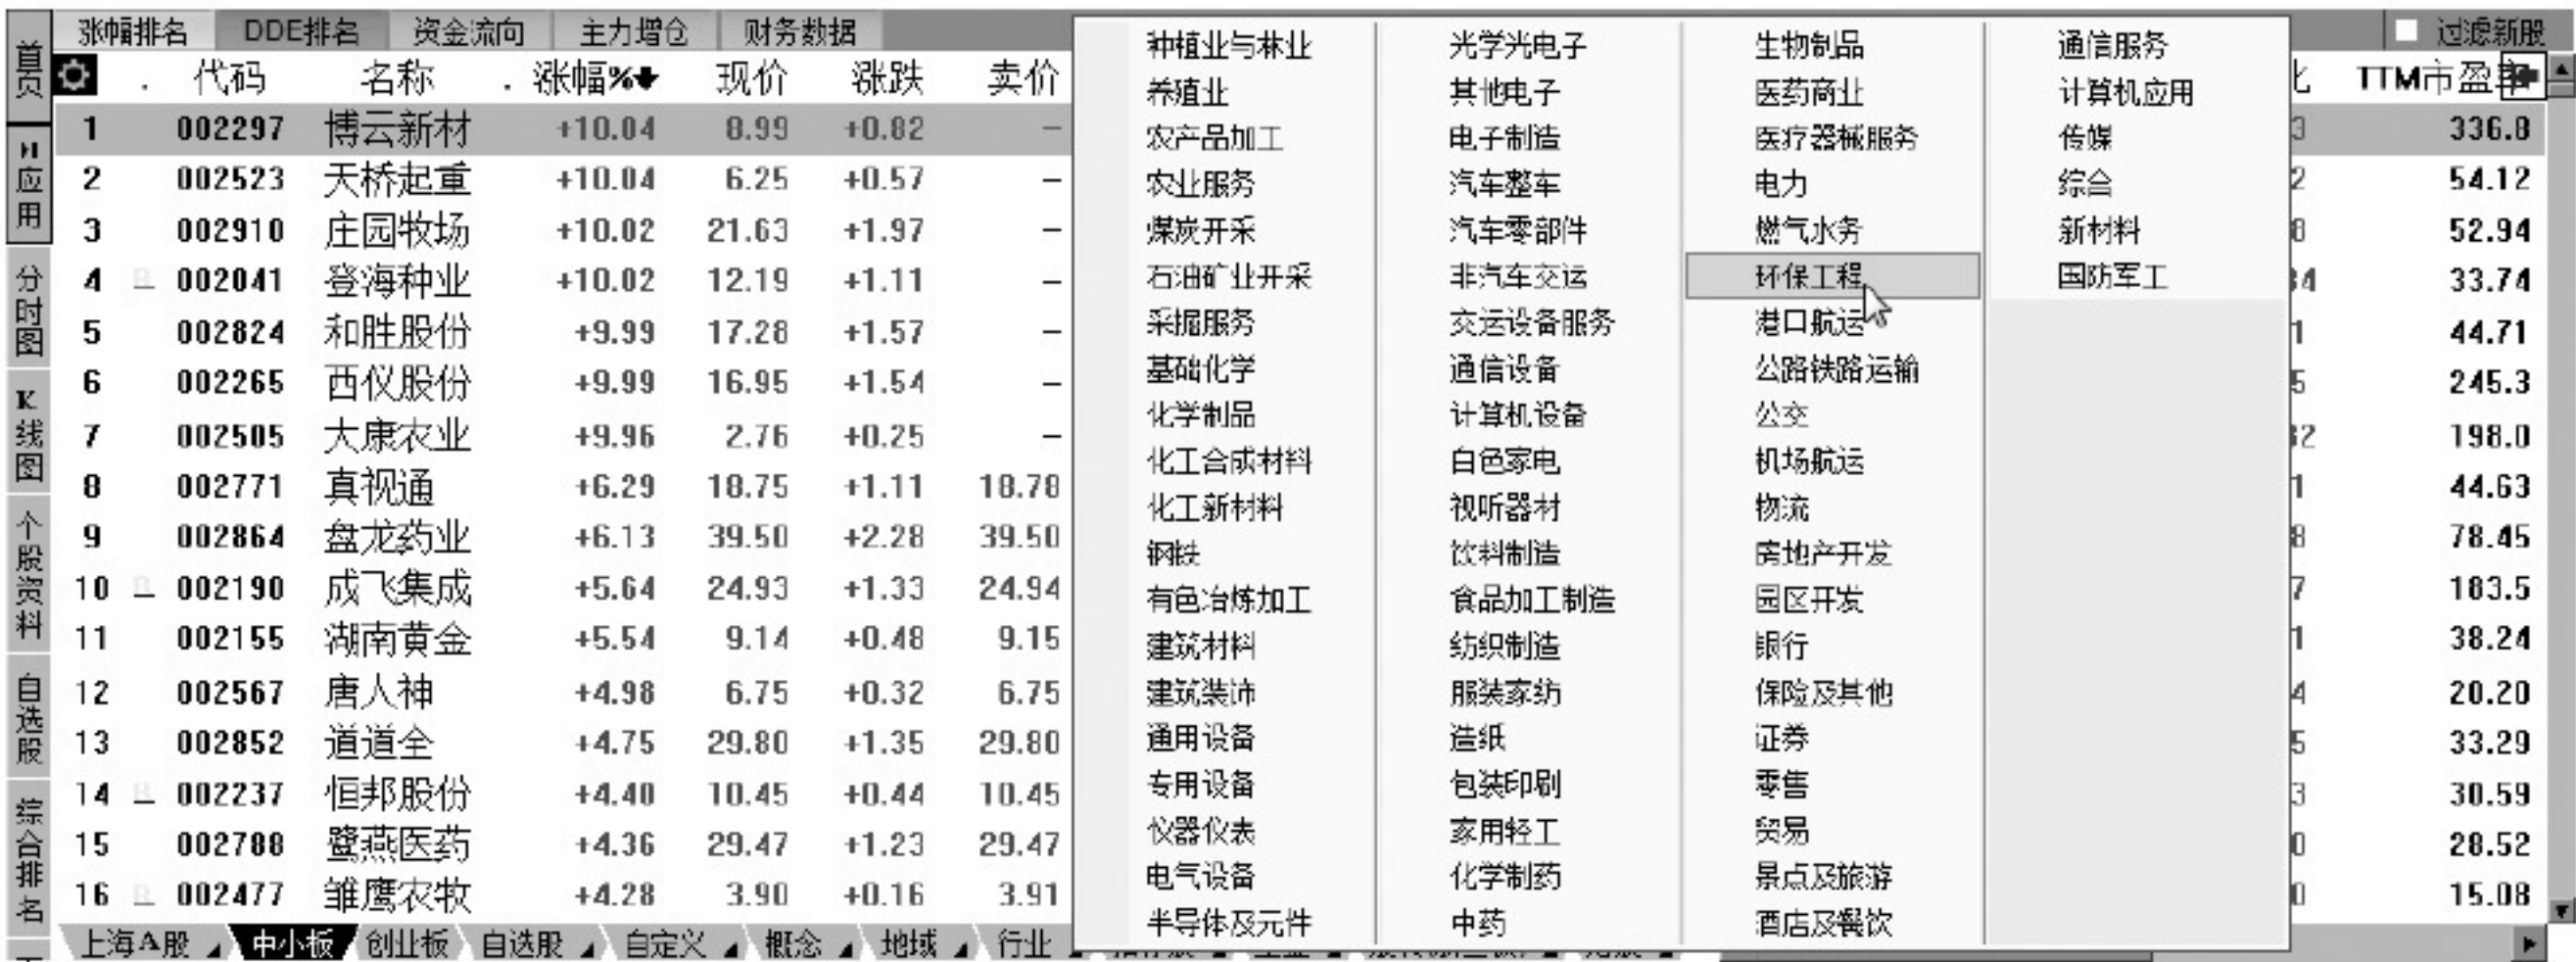 涨幅排名 DDE排名 资金流向 主力增仓 财务数据 过滤新股
代码 名称 涨幅% 现价 涨跌 卖价 TTM市盈率
1 002297 博云新材 +10.04 8.99 +0.82 — 336.8
2 002523 天桥起重 +10.04 6.25 +0.57 — 54.12
3 002910 庄园牧场 +10.02 21.63 +1.97 — 52.94
4 R 002041 登海种业 +10.02 12.19 +1.11 — 33.74
5 002824 和胜股份 +9.99 17.28 +1.57 — 44.71
6 002265 西仪股份 +9.99 16.95 +1.54 — 245.3
7 002505 大康农业 +9.96 2.76 +0.25 — 198.0
8 002771 真视通 +6.29 18.75 +1.11 18.78 44.63
9 002864 盘龙药业 +6.13 39.50 +2.28 39.50 78.45
10 R 002190 成飞集成 +5.64 24.93 +1.33 24.94 183.5
11 002155 湖南黄金 +5.54 9.14 +0.48 9.15 38.24
12 002567 唐人神 +4.98 6.75 +0.32 6.75 20.20
13 002852 道道全 +4.75 29.80 +1.35 29.80 33.29
14 R 002237 恒邦股份 +4.40 10.45 +0.44 10.45 30.59
15 002788 鹭燕医药 +4.36 29.47 +1.23 29.47 28.52
16 R 002477 雏鹰农牧 +4.28 3.90 +0.16 3.91 15.08
上海A股 中小板 创业板 自选股 自定义 概念 地域 行业
首页
应用
分时图
K线图
个股资料
自选股
综合排名
种植业与林业
养殖业
农产品加工
农业服务
煤炭开采
石油矿业开采
采掘服务
基础化学
化学制品
化工合成材料
化工新材料
钢铁
有色冶炼加工
建筑材料
建筑装饰
通用设备
专用设备
仪器仪表
电气设备
半导体及元件
光学光电子
其他电子
电子制造
汽车整车
汽车零部件
非汽车交运
交运设备服务
通信设备
计算机设备
白色家电
视听器材
饮料制造
食品加工制造
纺织制造
服装家纺
造纸
包装印刷
家用轻工
化学制药
中药
生物制品
医药商业
医疗器械服务
电力
燃气水务
环保工程
港口航运
公路铁路运输
公交
机场航运
物流
房地产开发
园区开发
银行
保险及其他
证券
零售
贸易
景点及旅游
酒店及餐饮
通信服务
计算机应用
传媒
综合
新材料
国防军工